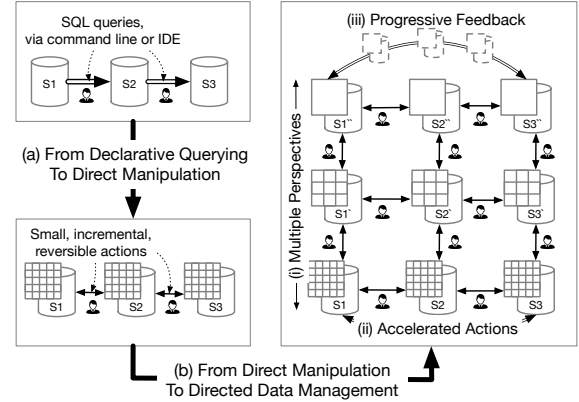 SQL queries,
via command line or IDE
S1
S2
S3
(a) From Declarative Querying
To Direct Manipulation
Small, incremental,
reversible actions
S1
S2
S3
(b) From Direct Manipulation
To Directed Data Management
(iii) Progressive Feedback
(i) Multiple Perspectives
S1``
S2``
S3``
S1`
S2`
S3`
S1
S2
S3
(ii) Accelerated Actions